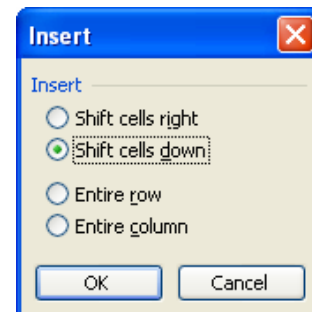 Insert
Insert
Shift cells right
Shift cells down
Entire row
Entire column
OK Cancel